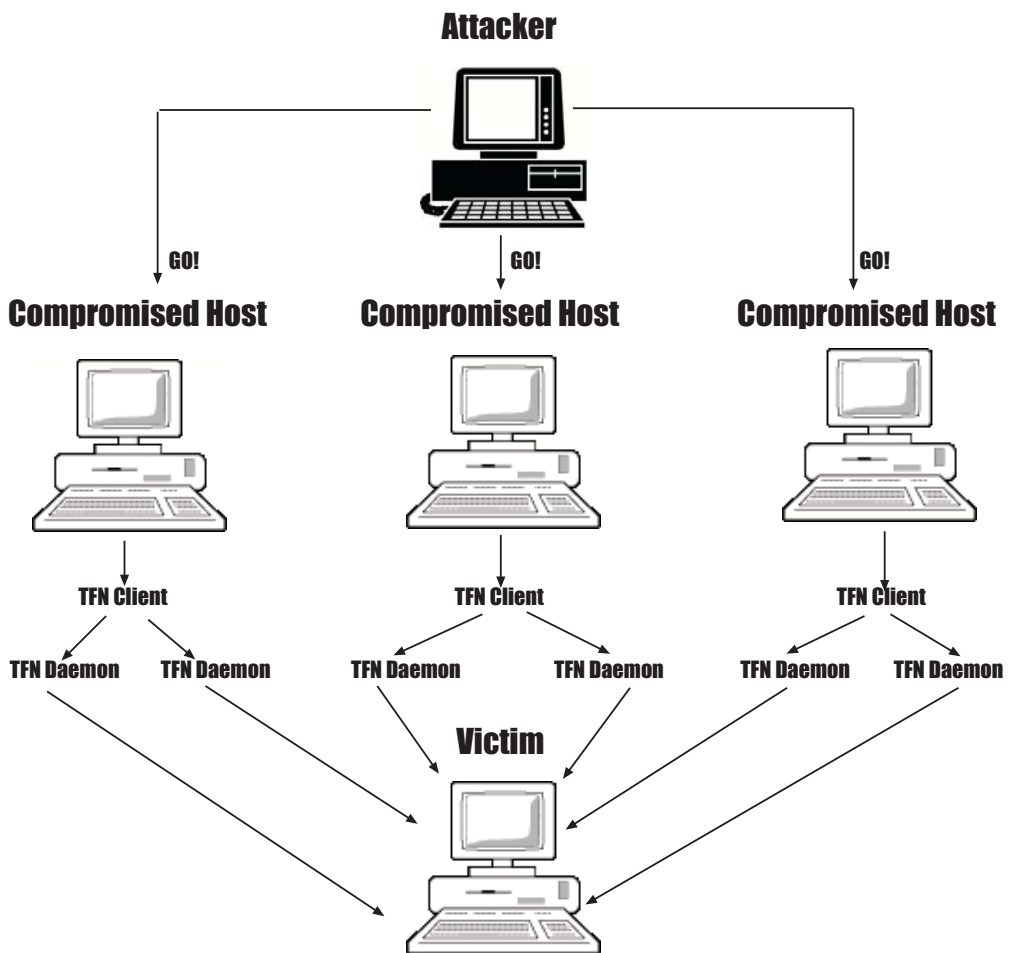 Attacker
GO!
GO!
GO!
Compromised Host
Compromised Host
Compromised Host
TFN Client
TFN Client
TFN Client
TFN Daemon
TFN Daemon
TFN Daemon
TFN Daemon
TFN Daemon
TFN Daemon
Victim